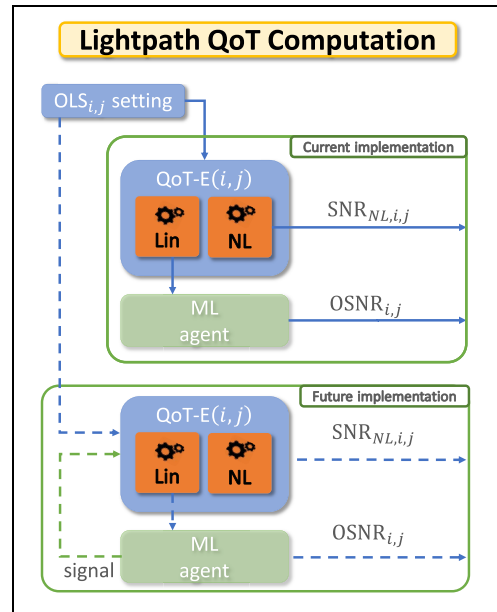 Lightpath QoT Computation
OLS_{i,j} setting
Current implementation
QoT-E(i,j)
Lin
NL
SNR_{NL,i,j}
ML
agent
OSNR_{i,j}
Future implementation
QoT-E(i,j)
Lin
NL
SNR_{NL,i,j}
ML
agent
OSNR_{i,j}
signal